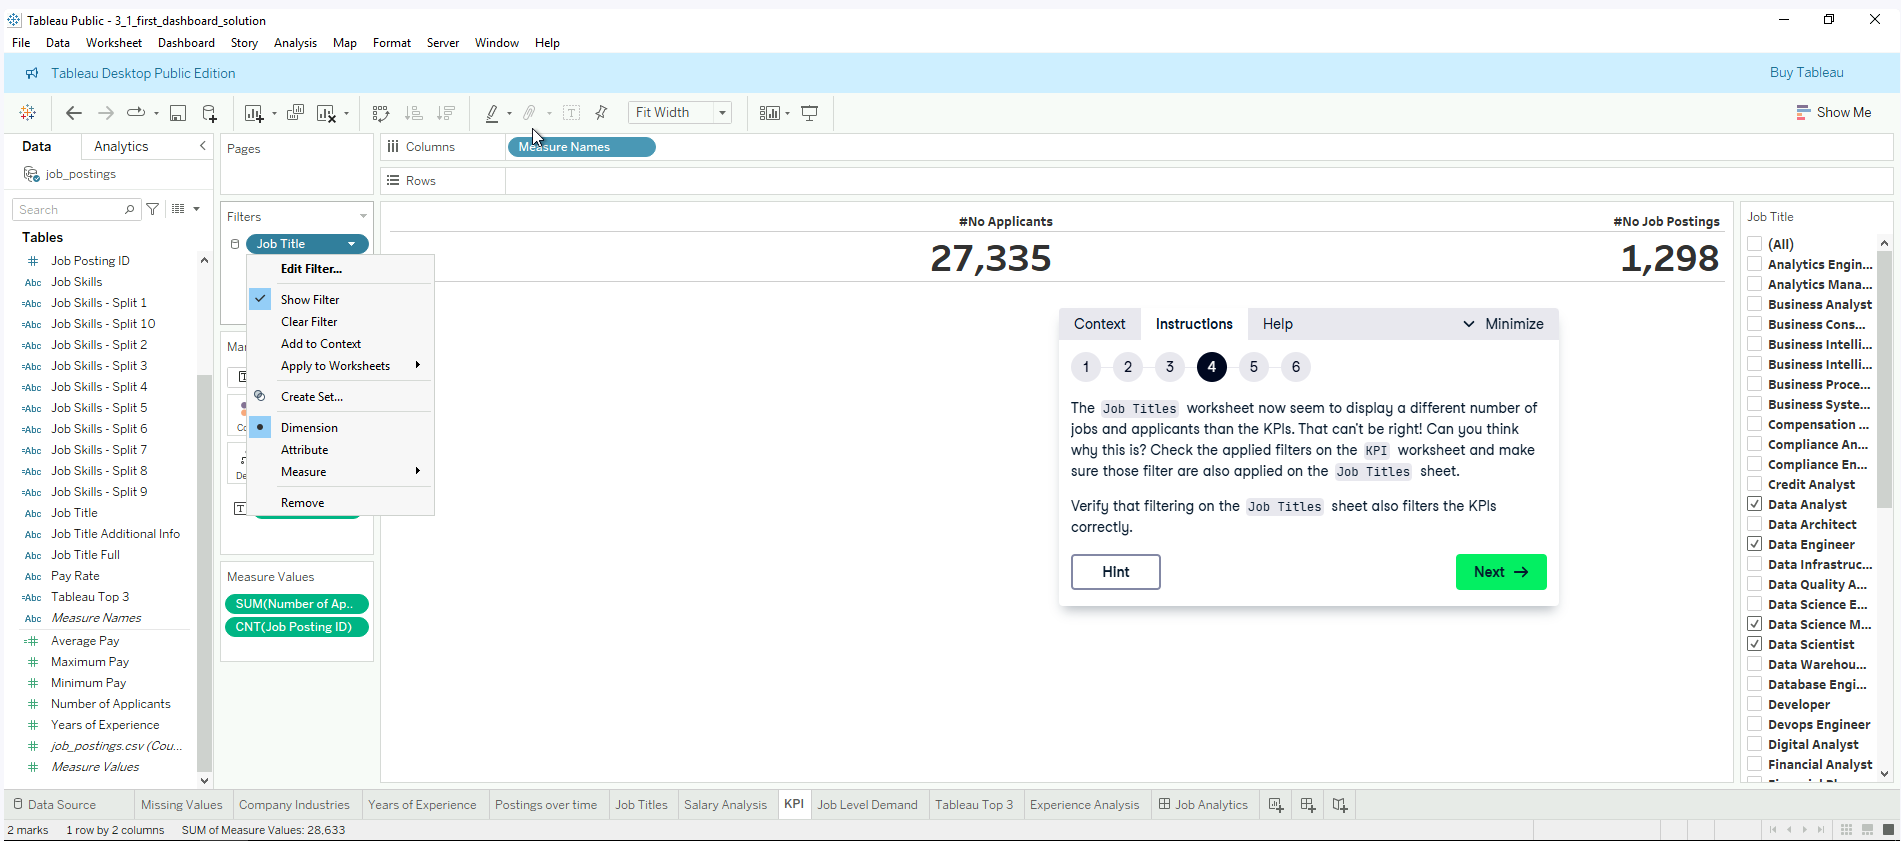 Tableau Public - 3_1_first_dashboard_solution
File Data Worksheet Dashboard Story Analysis Map Format Server Window Help
Tableau Desktop Public Edition
Buy Tableau
Fit Width
Show Me
Data Analytics
job_postings
Search
Tables
Job Posting ID
Job Skills
Job Skills - Split 1
Job Skills - Split 10
Job Skills - Split 2
Job Skills - Split 3
Job Skills - Split 4
Job Skills - Split 5
Job Skills - Split 6
Job Skills - Split 7
Job Skills - Split 8
Job Skills - Split 9
Job Title
Job Title Additional Info
Job Title Full
Pay Rate
Tableau Top 3
Measure Names
Average Pay
Maximum Pay
Minimum Pay
Number of Applicants
Years of Experience
job_postings.csv (Cou...
Measure Values
Pages
Filters
Job Title
Edit Filter...
Show Filter
Clear Filter
Add to Context
Apply to Worksheets
Create Set...
Dimension
Attribute
Measure
Remove
Measure Values
SUM(Number of Ap..
CNT(Job Posting ID)
Columns
Measure Names
Rows
#No Applicants
#No Job Postings
27,335
1,298
Context Instructions Help Minimize
1 2 3 4 5 6
The Job Titles worksheet now seem to display a different number of
jobs and applicants than the KPIs. That can't be right! Can you think
why this is? Check the applied filters on the KPI worksheet and make
sure those filter are also applied on the Job Titles sheet.
Verify that filtering on the Job Titles sheet also filters the KPIs
correctly.
Hint
Next
Job Title
(All)
Analytics Engin...
Analytics Mana...
Business Analyst
Business Cons...
Business Intelli...
Business Intelli...
Business Proce...
Business Syste...
Compensation ...
Compliance An...
Compliance En...
Credit Analyst
Data Analyst
Data Architect
Data Engineer
Data Infrastruc...
Data Quality A...
Data Science E...
Data Science M...
Data Scientist
Data Warehou...
Database Engi...
Developer
Devops Engineer
Digital Analyst
Financial Analyst
Data Source Missing Values Company Industries Years of Experience Postings over time Job Titles Salary Analysis KPI Job Level Demand Tableau Top 3 Experience Analysis Job Analytics
2 marks 1 row by 2 columns SUM of Measure Values: 28,633